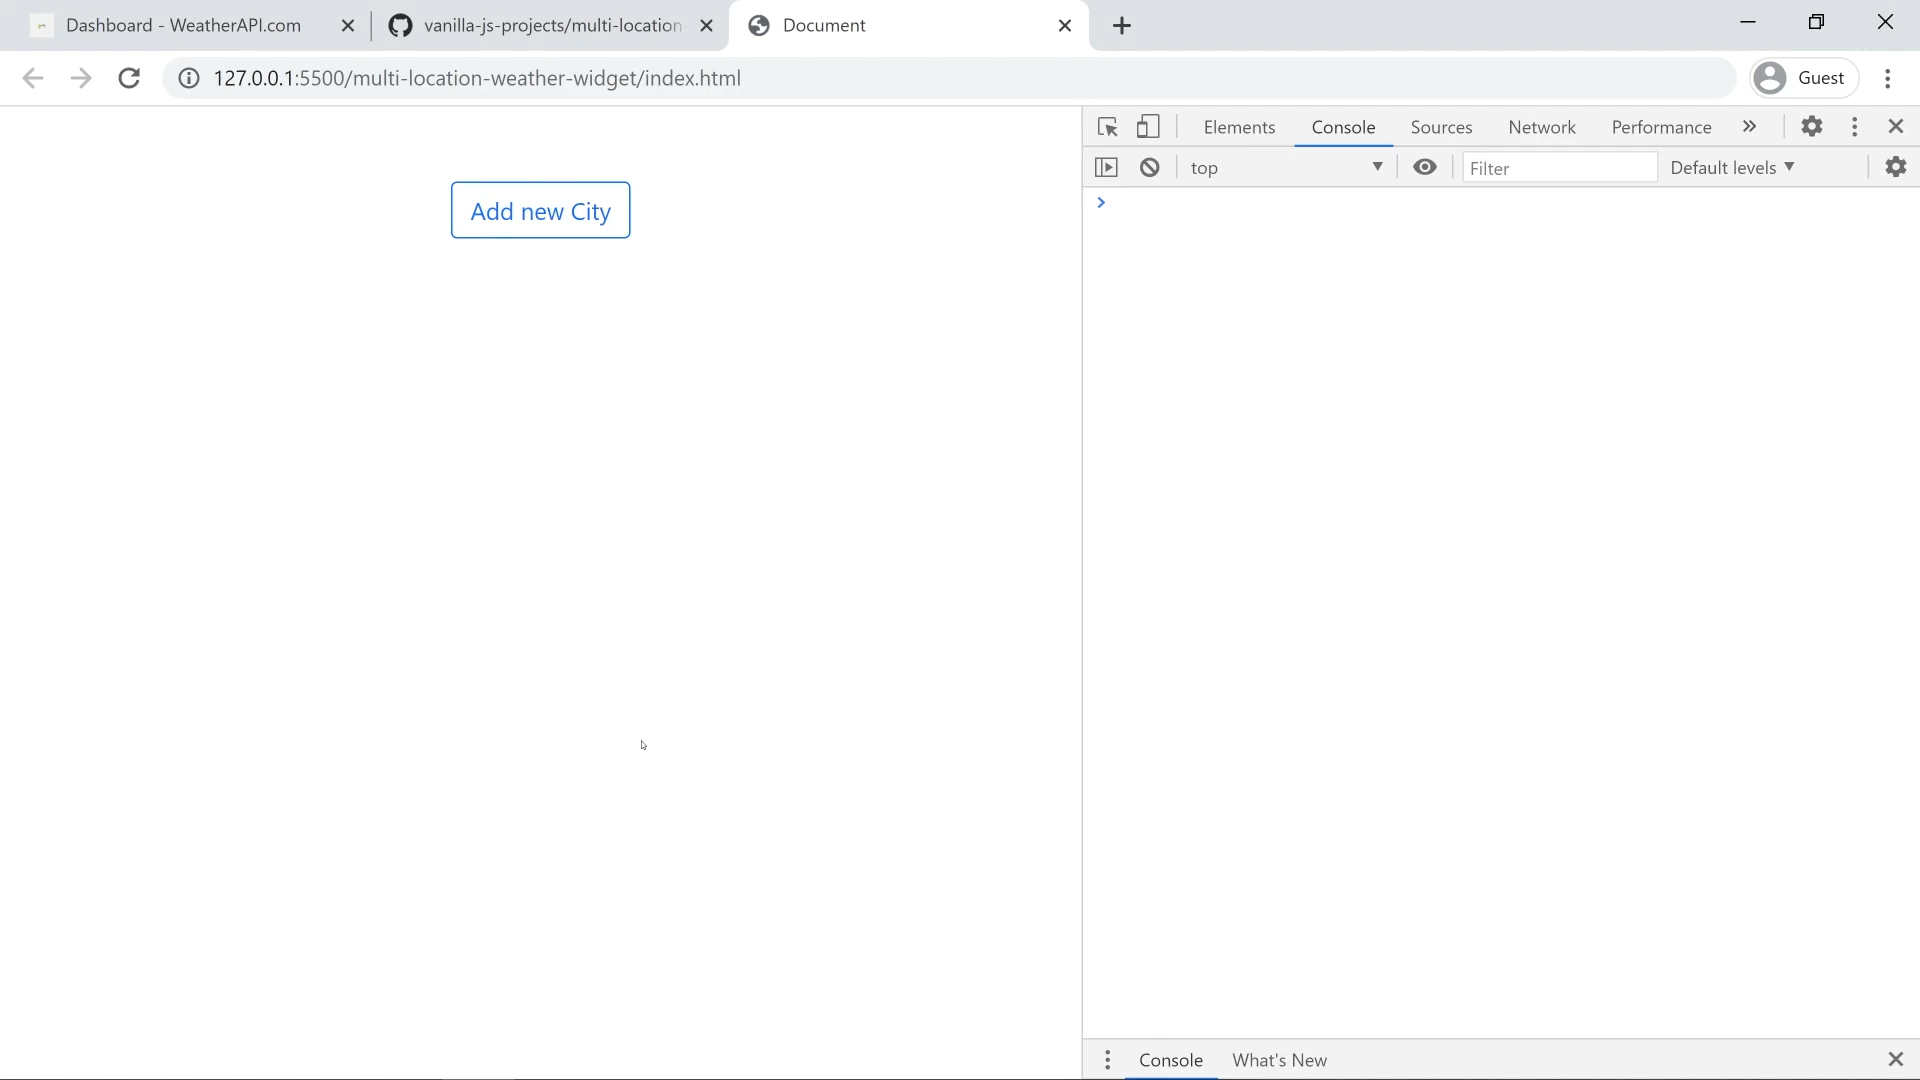 Dashboard - WeatherAPI.com
vanilla-js-projects/multi-location
Document
127.0.0.1:5500/multi-location-weather-widget/index.html
Guest
Elements Console Sources Network Performance
top Filter Default levels
Add new City
Console What's New